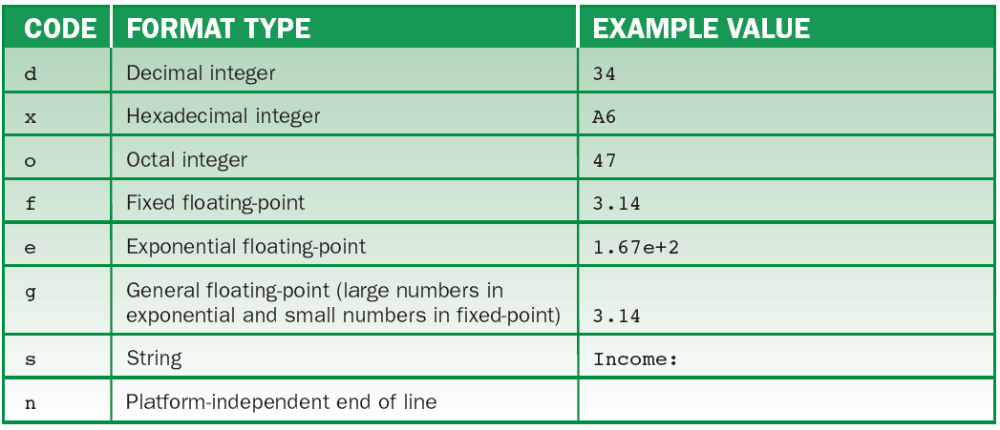 CODE FORMAT TYPE EXAMPLE VALUE
d Decimal integer 34
x Hexadecimal integer A6
o Octal integer 47
f Fixed floating-point 3.14
e Exponential floating-point 1.67e+2
g General floating-point (large numbers in
exponential and small numbers in fixed-point) 3.14
s String Income:
n Platform-independent end of line